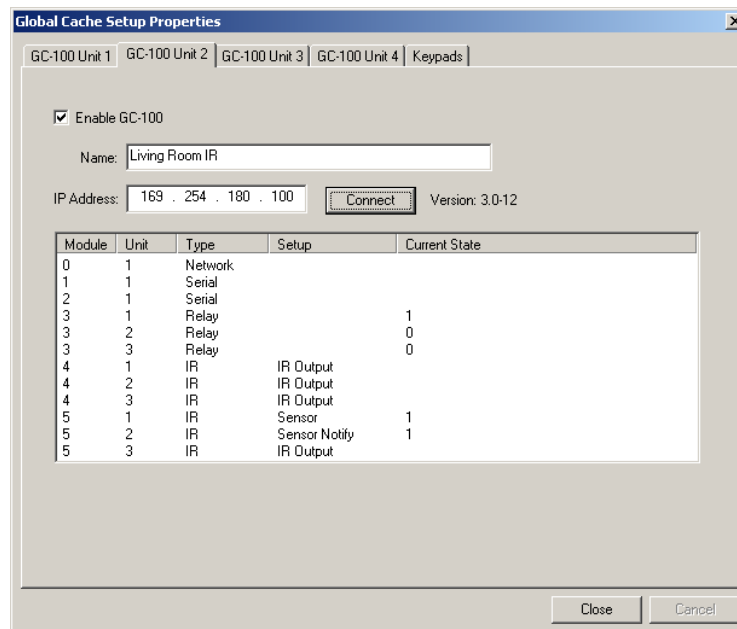 Global Cache Setup Properties
GC-100 Unit 1 GC-100 Unit 2 GC-100 Unit 3 GC-100 Unit 4 Keypads
Enable GC-100
Name: Living Room IR
IP Address: 169 . 254 . 180 . 100 Connect Version: 3.0-12
Module Unit Type Setup Current State
0 1 Network
1 1 Serial
2 1 Serial
3 1 Relay 1
3 2 Relay 0
3 3 Relay 0
4 1 IR IR Output
4 2 IR IR Output
4 3 IR IR Output
5 1 IR Sensor 1
5 2 IR Sensor Notify 1
5 3 IR IR Output
Close Cancel